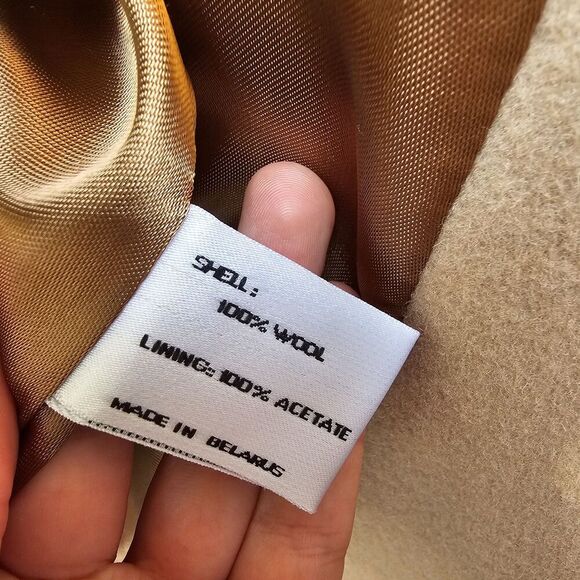 SHELL:
100% WOOL
LINING: 100% ACETATE
MADE IN BELARUS